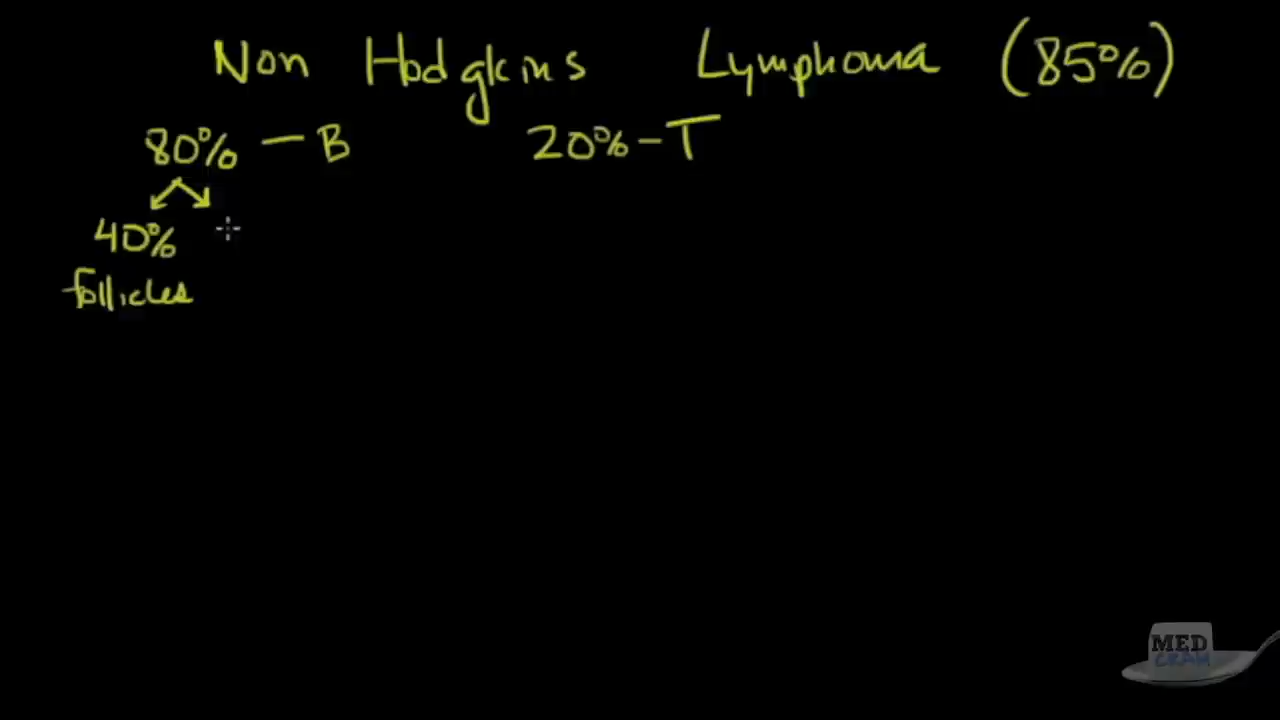 Non Hodgkins Lymphoma (85%)
80% - B 20% - T
40%
follicles
MED
CRAM